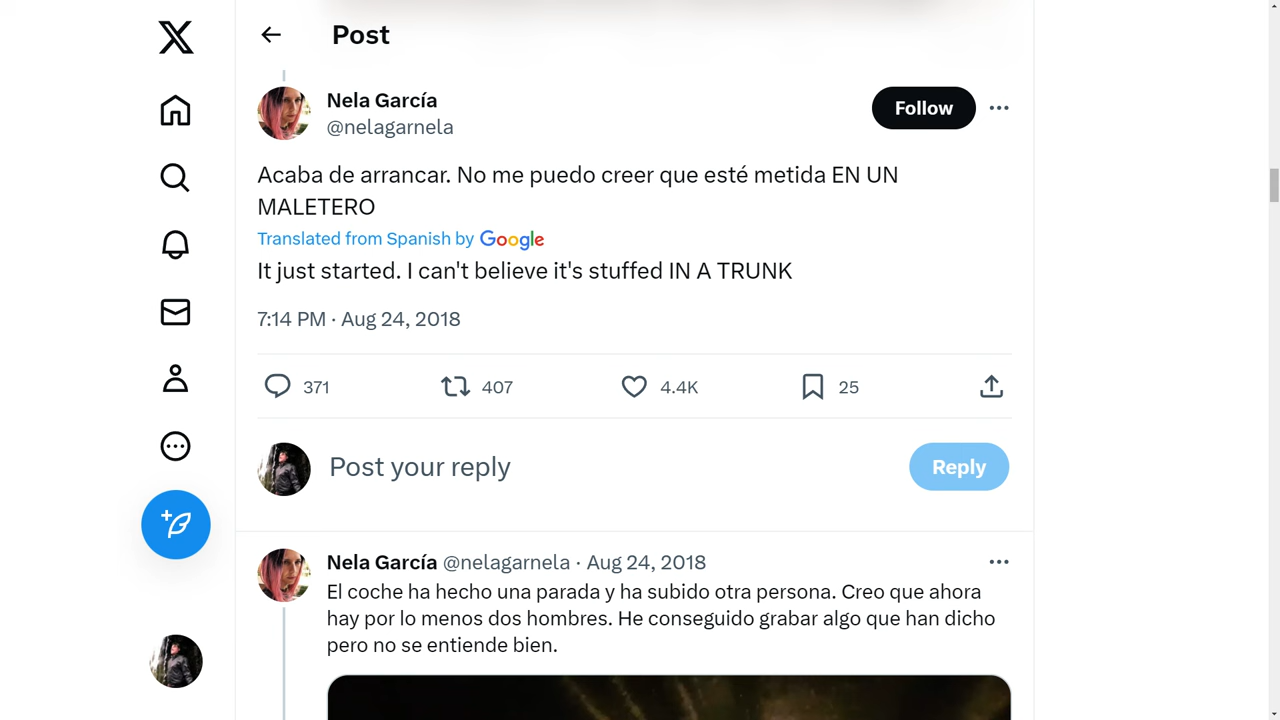 Post
Nela García
@nelagarnela
Follow
Acaba de arrancar. No me puedo creer que esté metida EN UN
MALETERO
Translated from Spanish by Google
It just started. I can't believe it's stuffed IN A TRUNK
7:14 PM · Aug 24, 2018
371
407
4.4K
25
Post your reply
Reply
Nela García @nelagarnela · Aug 24, 2018
El coche ha hecho una parada y ha subido otra persona. Creo que ahora
hay por lo menos dos hombres. He conseguido grabar algo que han dicho
pero no se entiende bien.